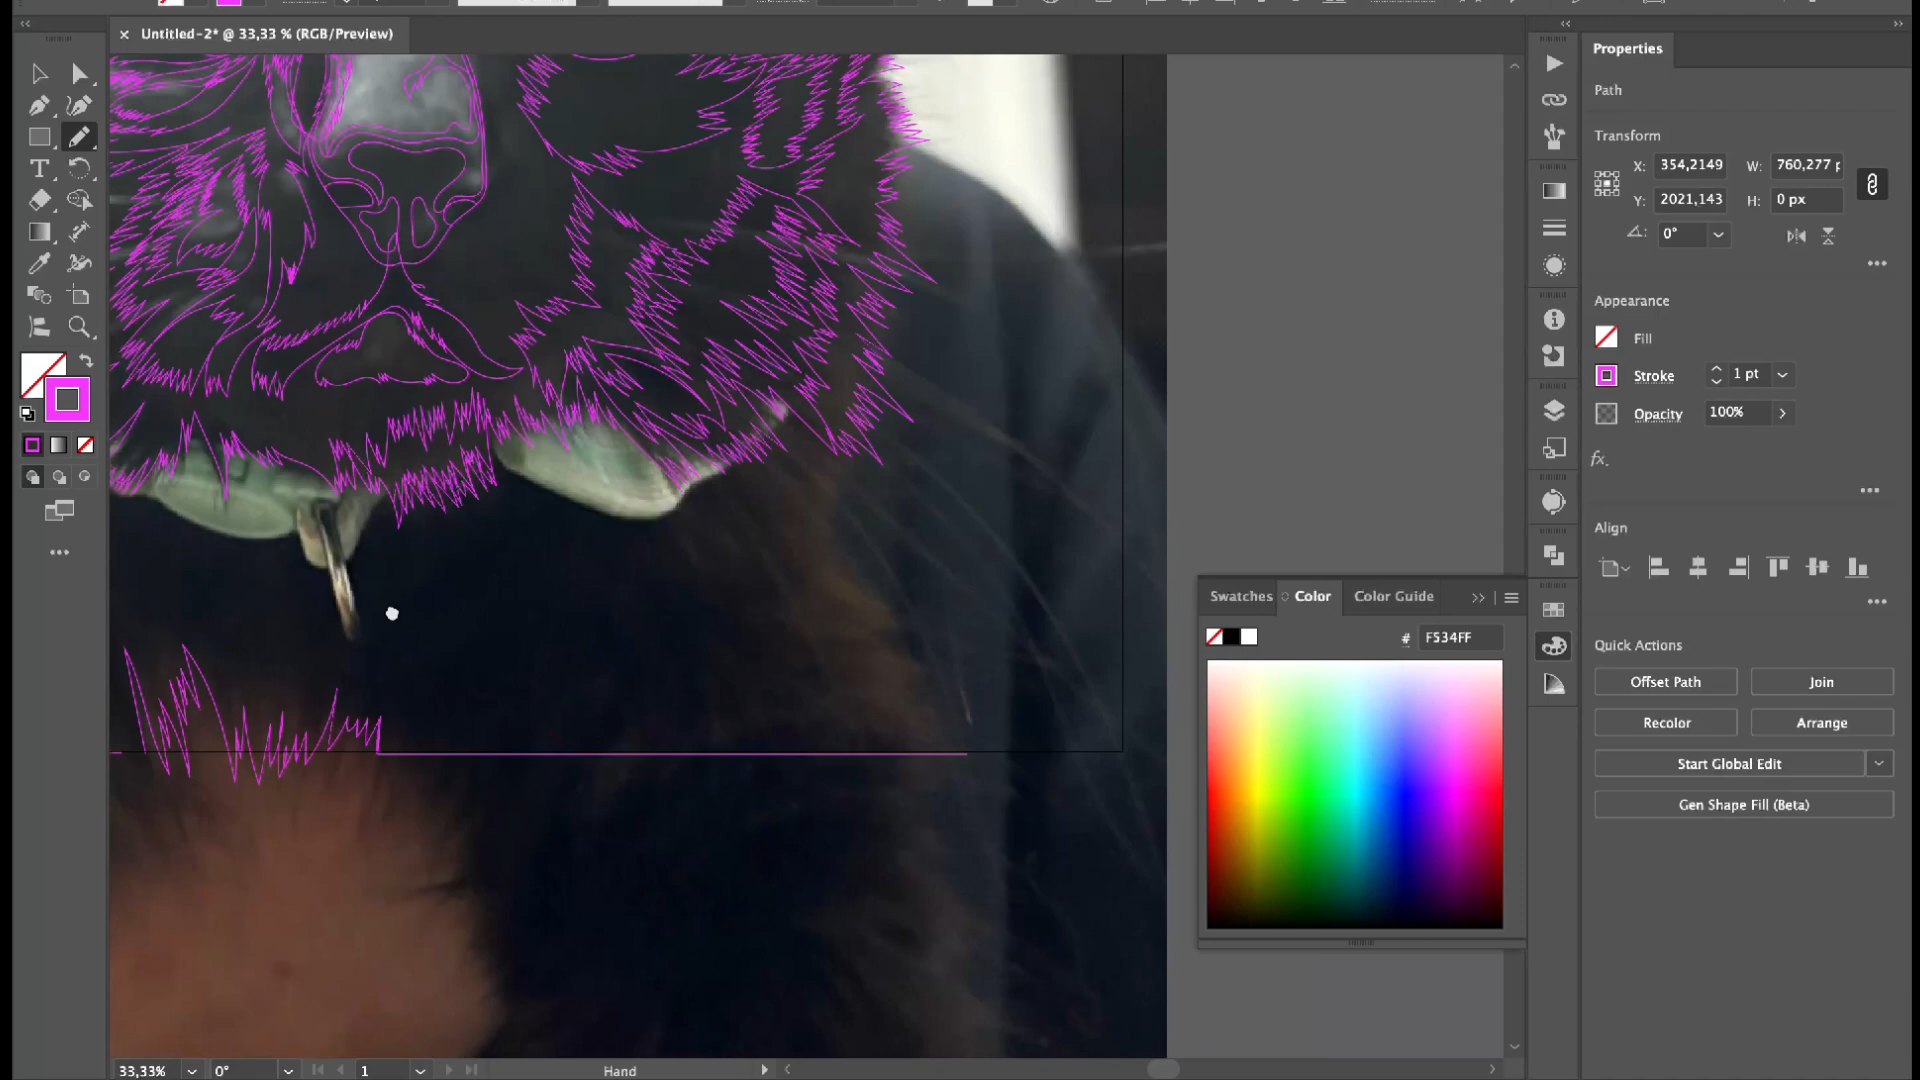 Untitled-2* @ 33,33 % (RGB/Preview)
Properties
Path
Transform
X: 354,2149 W: 760,277 p
Y: 2021,143 H: 0 px
0°
Appearance
Fill
Stroke 1 pt
Opacity 100%
fx.
Align
Swatches Color Color Guide
# F534FF
Quick Actions
Offset Path Join
Recolor Arrange
Start Global Edit
Gen Shape Fill (Beta)
33,33% 0° 1 Hand